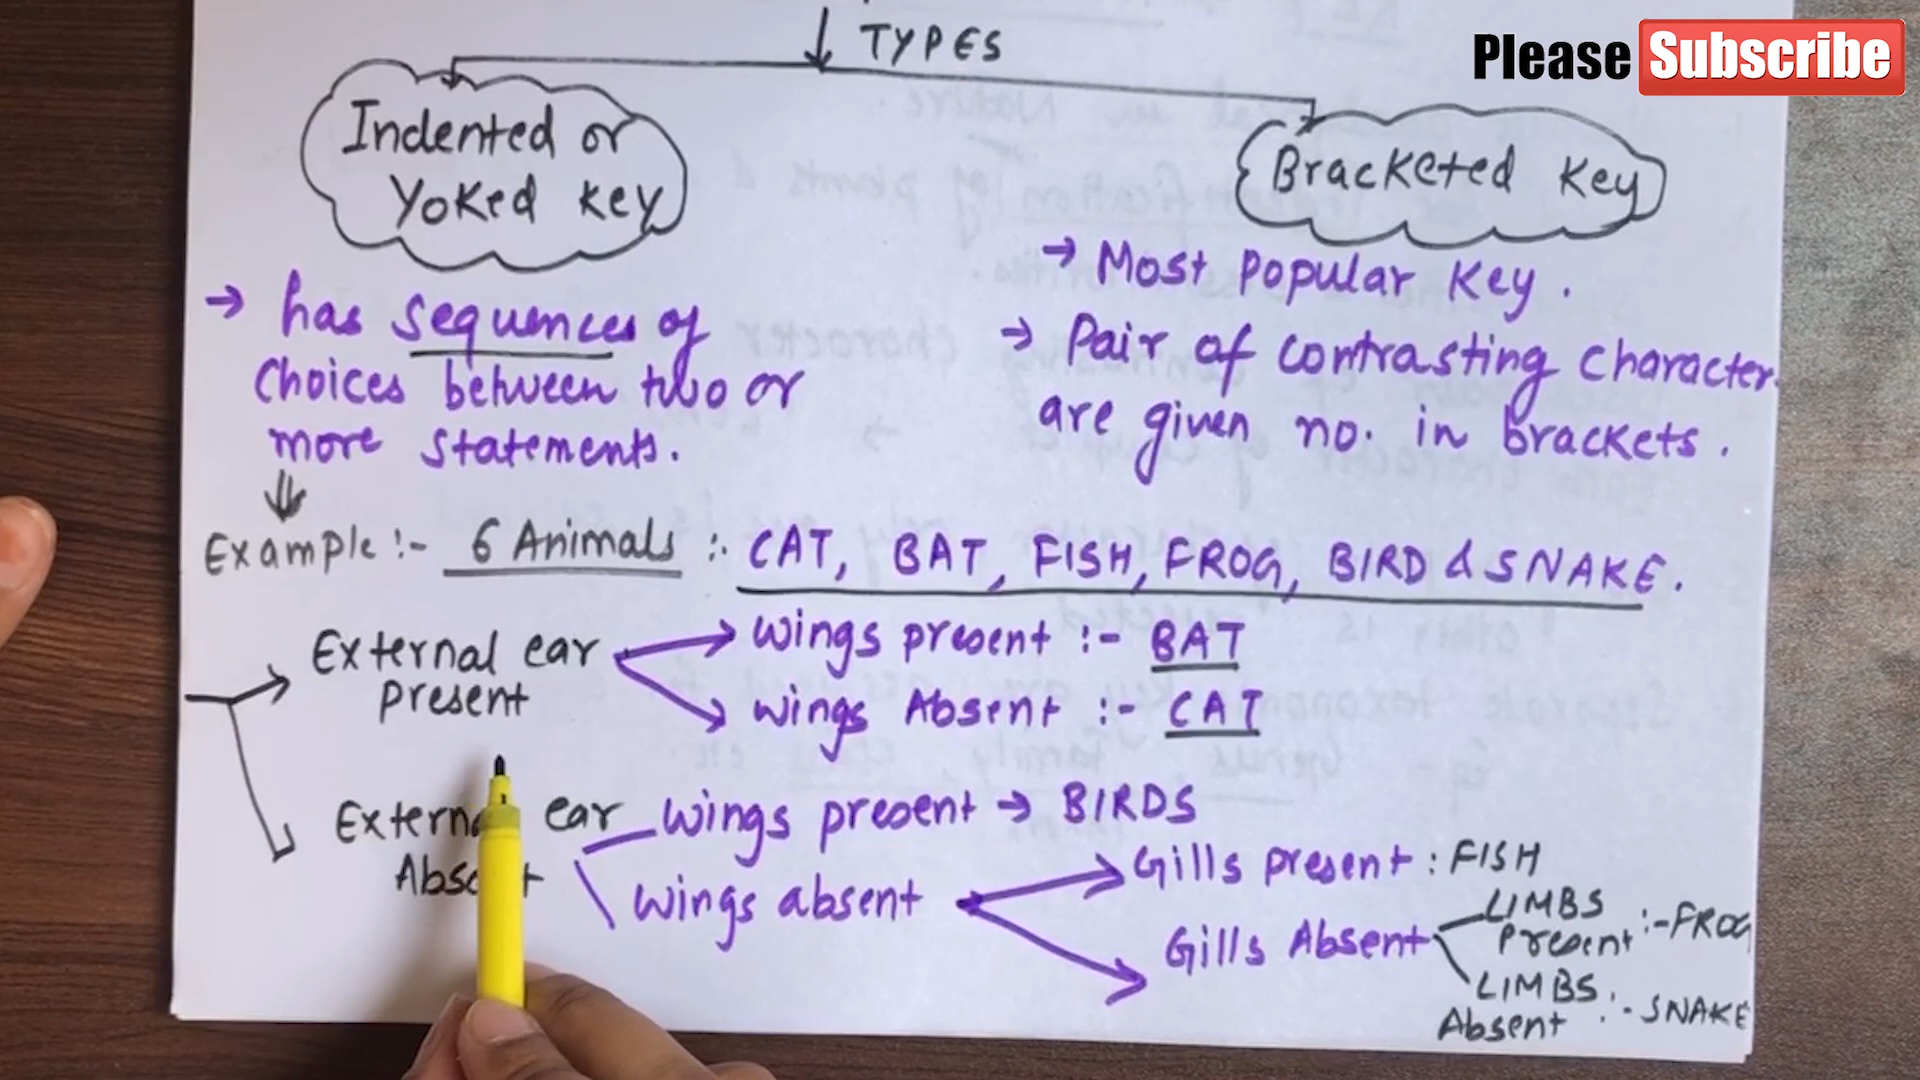 Please Subscribe
TYPES
Indented or
Yoked key
has sequences of
choices between two or
more statements.
Bracketed key
Most popular key.
Pair of contrasting character
are given no. in brackets.
Example :- 6 Animals :. CAT, BAT, FISH, FROG, BIRD & SNAKE.
External ear
present
wings present :- BAT
wings Absent :- CAT
External ear
Absent
wings present → BIRDS
wings absent
Gills present : FISH
Gills Absent
LIMBS
Present :- FROG
LIMBS
Absent :- SNAKE